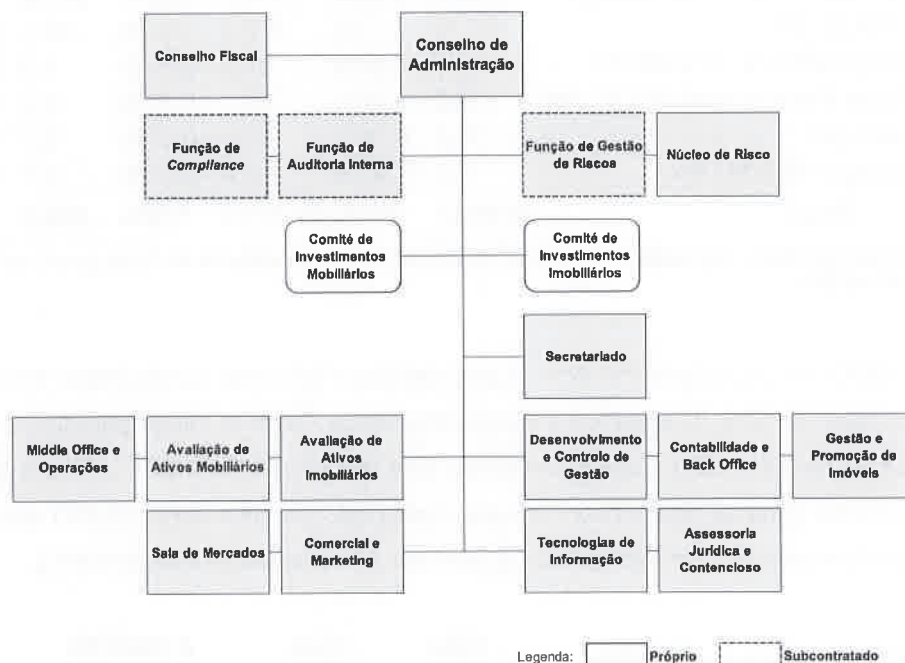 Conselho Fiscal
Conselho de
Administração
Função de
Compliance
Função de
Auditoria Interna
Função de Gestão
de Riscos
Núcleo de Risco
Comité de
Investimentos
Mobiliários
Comité de
Investimentos
Imobiliários
Secretariado
Middle Office e
Operações
Avaliação de
Ativos Mobiliários
Avaliação de
Ativos
Imobiliários
Desenvolvimento
e Controlo de
Gestão
Contabilidade e
Back Office
Gestão e
Promoção de
Imóveis
Sala de Mercados
Comercial e
Marketing
Tecnologias de
Informação
Assessoria
Jurídica e
Contencioso
Legenda:
Próprio
Subcontratado